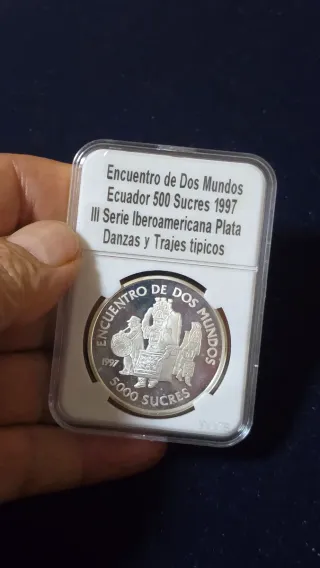 Encuentro de Dos Mundos
Ecuador 500 Sucres 1997
III Serie Iberoamericana Plata
Danzas y Trajes tipicos
ENCUENTRO DE DOS MUNDOS
1997
5000 SUCRES